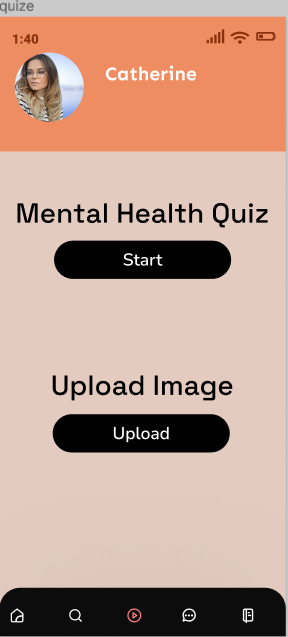 quize
1:40
Catherine
Mental Health Quiz
Start
Upload Image
Upload